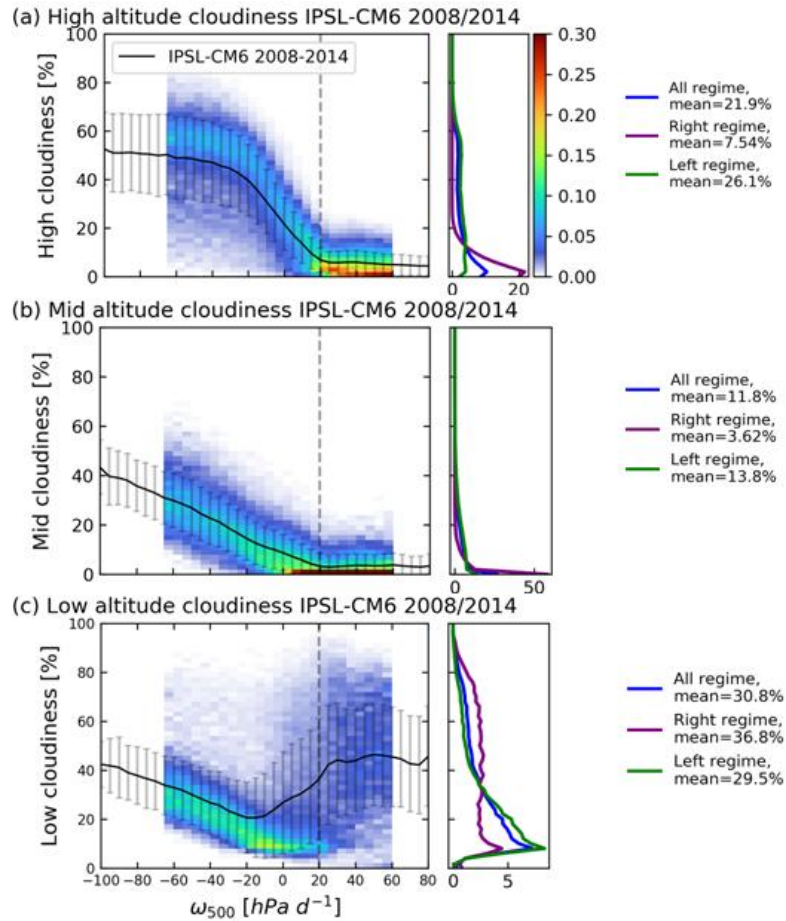 (a) High altitude cloudiness IPSL-CM6 2008/2014
High cloudiness [%]
100
80
60
40
20
0
IPSL-CM6 2008-2014
0 20
0.30
0.25
0.20
0.15
0.10
0.05
0.00
All regime,
mean=21.9%
Right regime,
mean=7.54%
Left regime,
mean=26.1%
(b) Mid altitude cloudiness IPSL-CM6 2008/2014
Mid cloudiness [%]
100
80
60
40
20
0
0 50
All regime,
mean=11.8%
Right regime,
mean=3.62%
Left regime,
mean=13.8%
(c) Low altitude cloudiness IPSL-CM6 2008/2014
Low cloudiness [%]
100
80
60
40
20
0
−100 −80 −60 −40 −20 0 20 40 60 80
ω500 [hPa d⁻¹]
0 5
All regime,
mean=30.8%
Right regime,
mean=36.8%
Left regime,
mean=29.5%